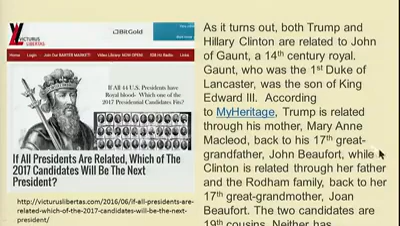 VICTURUS
LIBERTAS
BitGold
Home
Login
Join Our BARTER MARKET!
Video Library NOW OPEN!
Radio
Links
If All 44 U.S. Presidents have
Royal blood- Which one of the
2017 Presidential Candidates Fits?
If All Presidents Are Related, Which of The
2017 Candidates Will Be The Next
President?
http://victuruslibertas.com/2016/06/if-all-presidents-are-
related-which-of-the-2017-candidates-will-be-the-next-
president/
As it turns out, both Trump and
Hillary Clinton are related to John
of Gaunt, a 14th century royal.
Gaunt, who was the 1st Duke of
Lancaster, was the son of King
Edward III. According
to MyHeritage, Trump is related
through his mother, Mary Anne
Macleod, back to his 17th great-
grandfather, John Beaufort, while
Clinton is related through her father
and the Rodham family, back to her
17th great-grandmother, Joan
Beaufort. The two candidates are
19th cousins. Neither has